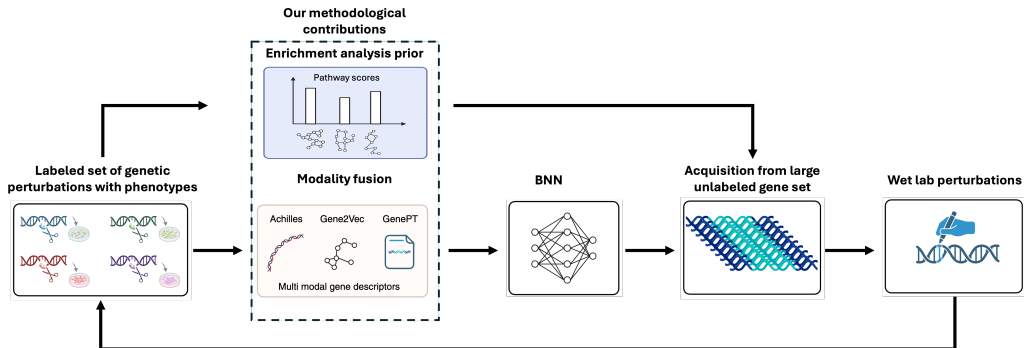 Our methodological
contributions
Enrichment analysis prior
Pathway scores
Labeled set of genetic
perturbations with phenotypes
Modality fusion
Achilles Gene2Vec GenePT
Multi modal gene descriptors
BNN
Acquisition from large
unlabeled gene set
Wet lab perturbations